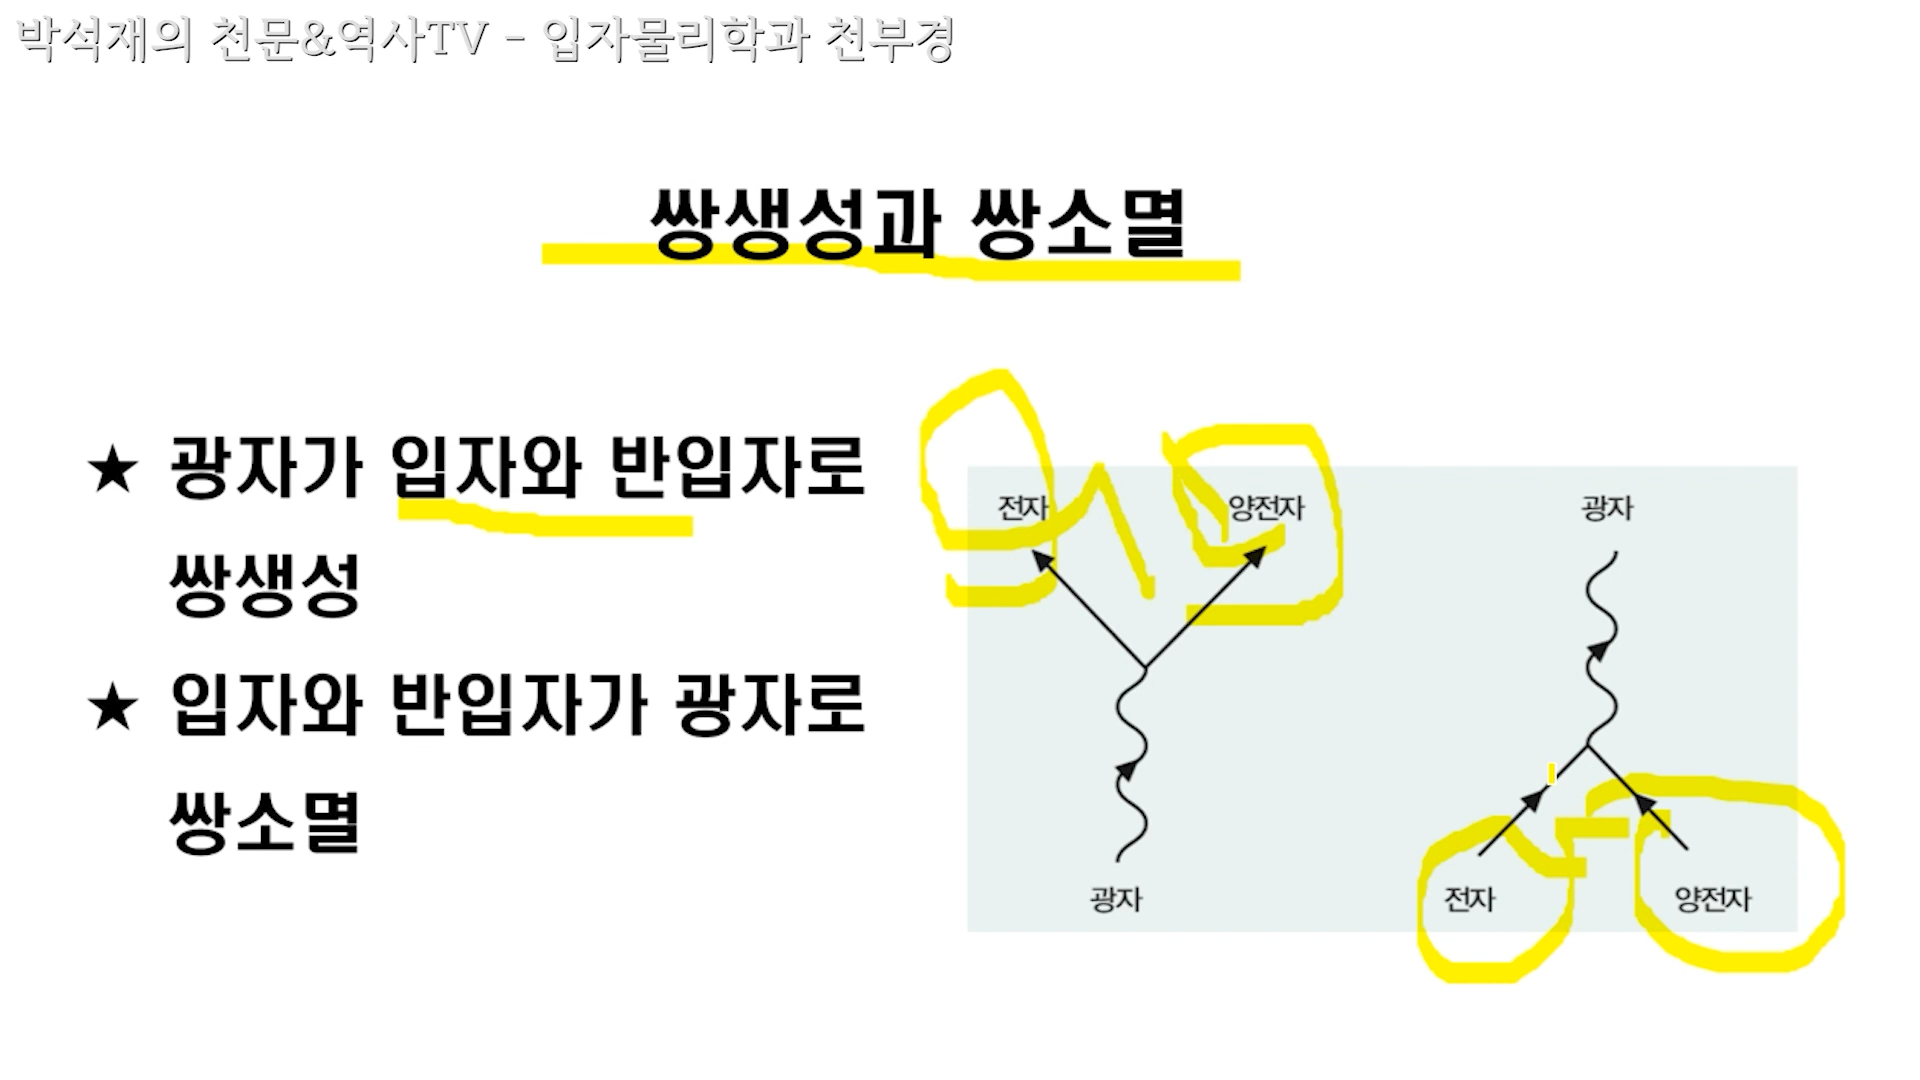 박석재의 천문&역사TV - 입자물리학과 천부경
쌍생성과 쌍소멸
★ 광자가 입자와 반입자로
쌍생성
★ 입자와 반입자가 광자로
쌍소멸
전자
양전자
광자
광자
전자
양전자